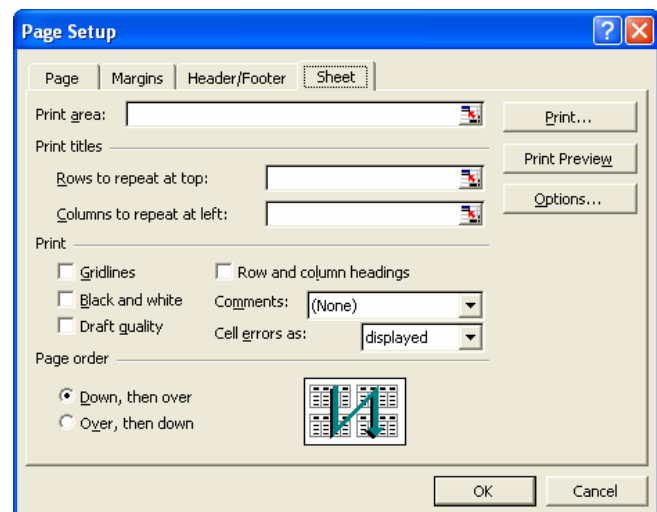 Page Setup
Page Margins Header/Footer Sheet
Print area:
Print...
Print titles
Print Preview
Rows to repeat at top:
Options...
Columns to repeat at left:
Print
Gridlines Row and column headings
Black and white Comments: (None)
Draft quality Cell errors as: displayed
Page order
Down, then over
Over, then down
OK Cancel